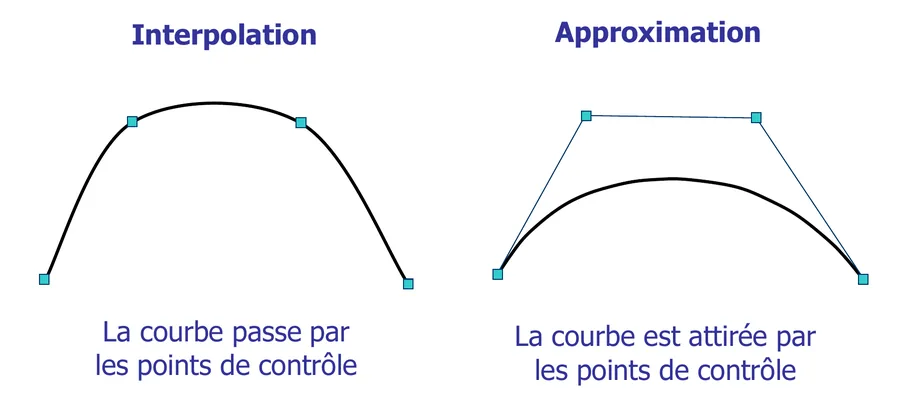 Interpolation
La courbe passe par
les points de contrôle
Approximation
La courbe est attirée par
les points de contrôle